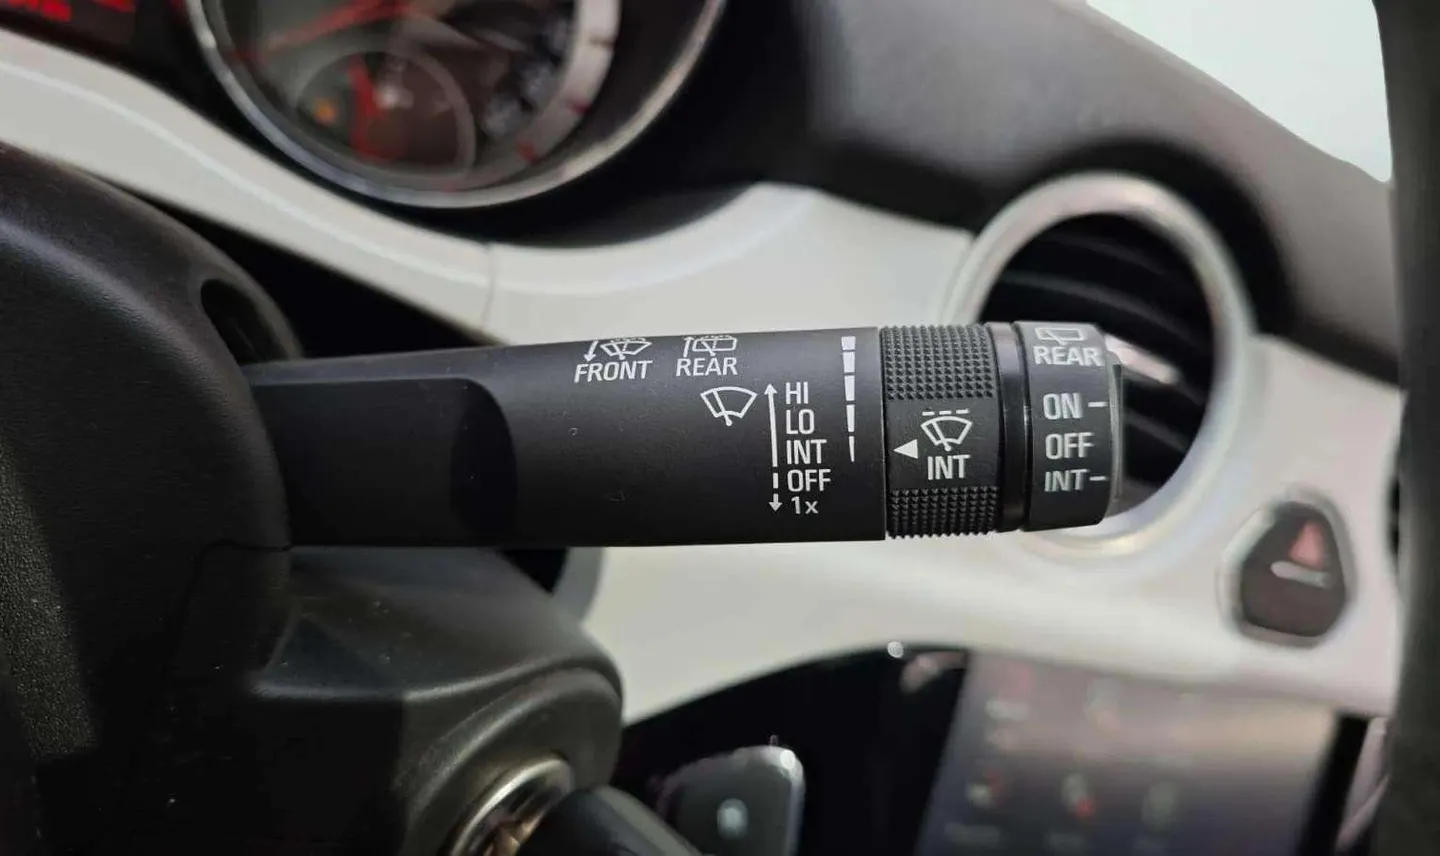 FRONT
REAR
HI
LO
INT
OFF
1x
INT
REAR
ON
OFF
INT